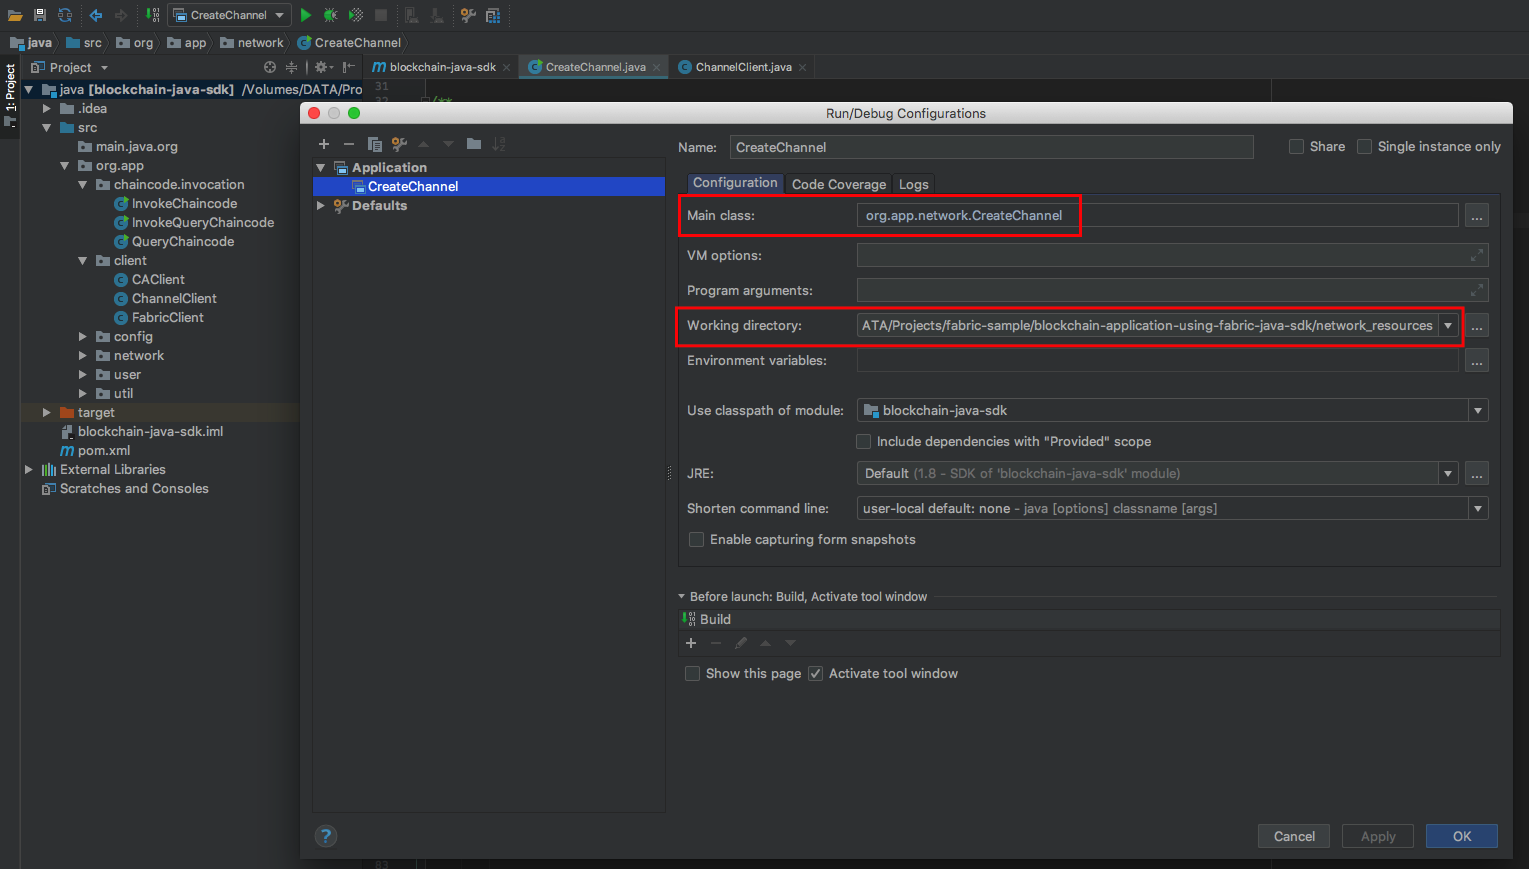 CreateChannel
java src org app network CreateChannel
1: Project
Project
blockchain-java-sdk CreateChannel.java ChannelClient.java
java [blockchain-java-sdk] /Volumes/DATA/Pro
.idea
src
main.java.org
org.app
chaincode.invocation
InvokeChaincode
InvokeQueryChaincode
QueryChaincode
client
CAClient
ChannelClient
FabricClient
config
network
user
util
target
blockchain-java-sdk.iml
pom.xml
External Libraries
Scratches and Consoles
31
/**
Run/Debug Configurations
Application
CreateChannel
Defaults
Name: CreateChannel
Share Single instance only
Configuration Code Coverage Logs
Main class: org.app.network.CreateChannel ...
VM options:
Program arguments:
Working directory: ATA/Projects/fabric-sample/blockchain-application-using-fabric-java-sdk/network_resources ...
Environment variables: ...
Use classpath of module: blockchain-java-sdk
Include dependencies with "Provided" scope
JRE: Default (1.8 - SDK of 'blockchain-java-sdk' module) ...
Shorten command line: user-local default: none - java [options] classname [args]
Enable capturing form snapshots
Before launch: Build, Activate tool window
Build
Show this page Activate tool window
? Cancel Apply OK
83